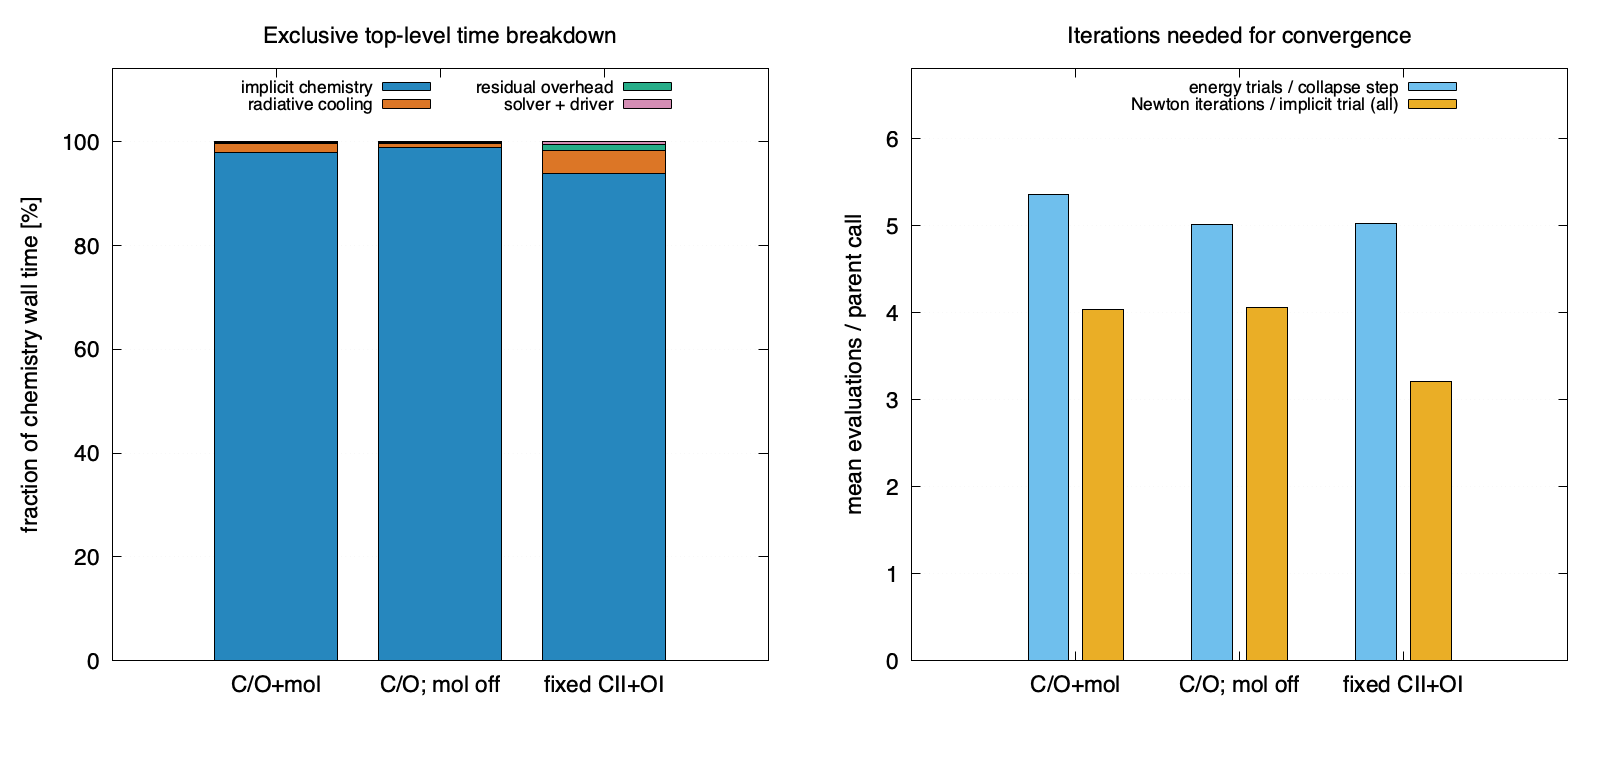 Exclusive top-level time breakdown
implicit chemistry
radiative cooling
residual overhead
solver + driver
fraction of chemistry wall time [%]
100
80
60
40
20
0
C/O+mol
C/O; mol off
fixed CII+OI
Iterations needed for convergence
energy trials / collapse step
Newton iterations / implicit trial (all)
mean evaluations / parent call
6
5
4
3
2
1
0
C/O+mol
C/O; mol off
fixed CII+OI